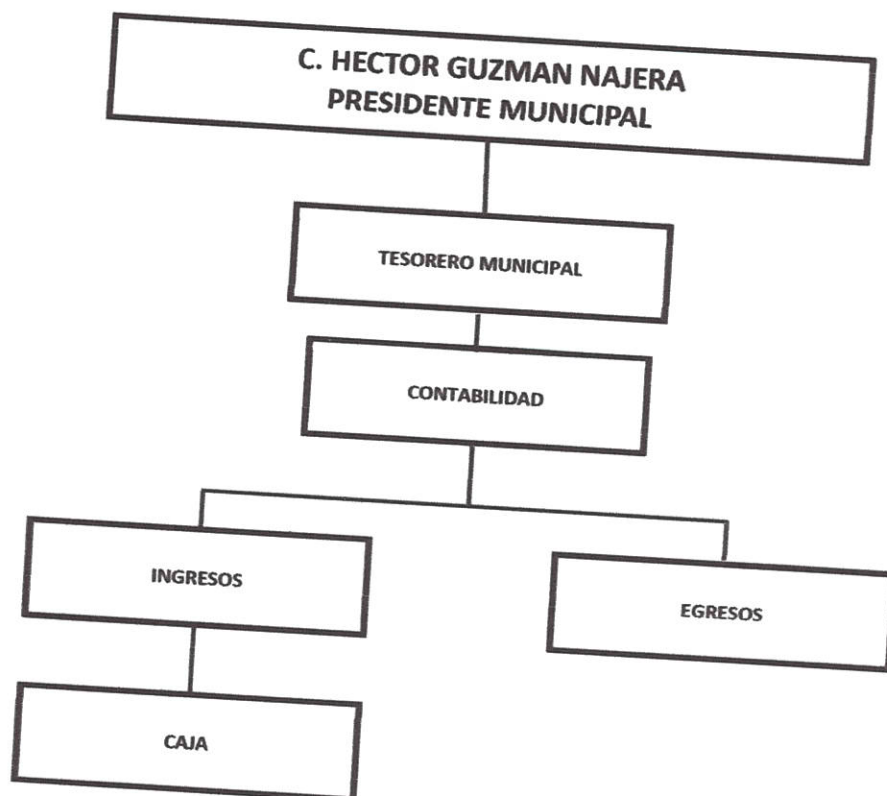 C. HECTOR GUZMAN NAJERA
PRESIDENTE MUNICIPAL
TESORERO MUNICIPAL
CONTABILIDAD
INGRESOS
EGRESOS
CAJA